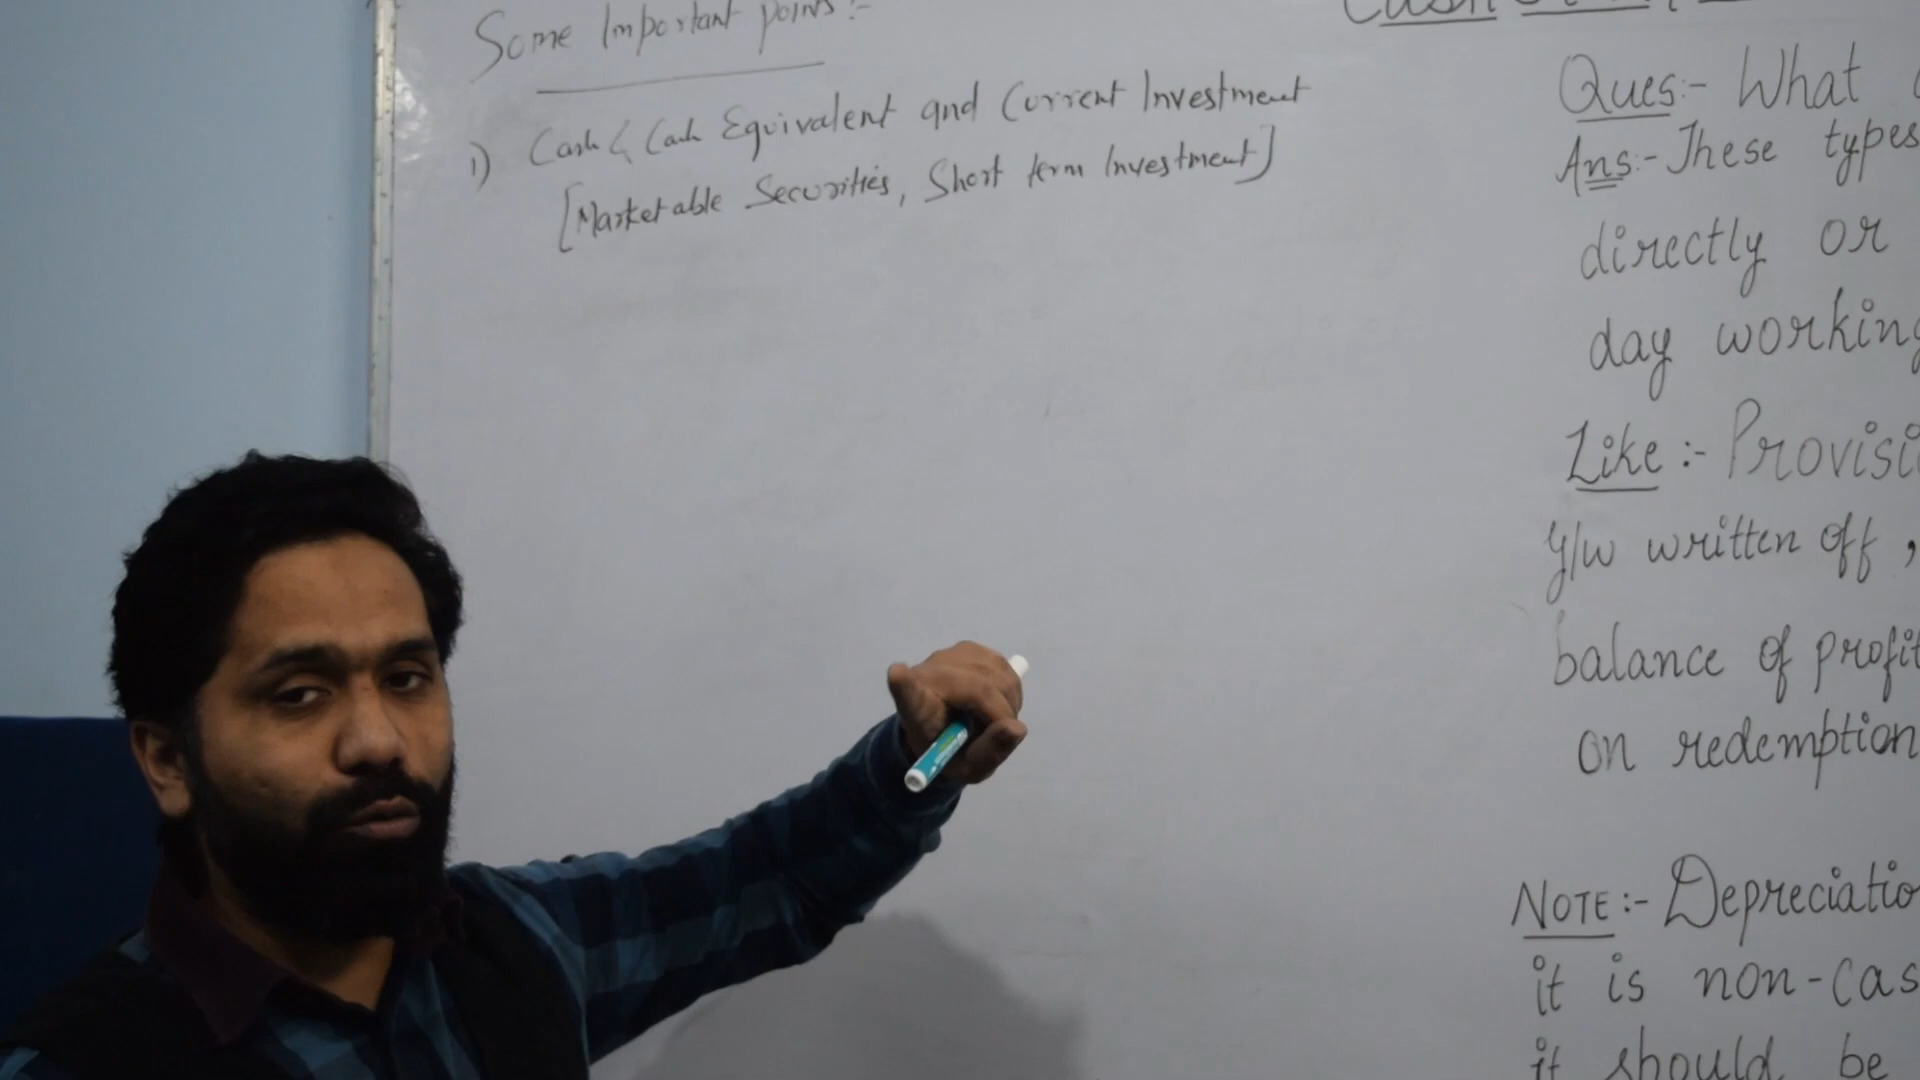 Some Important points :-
1) Cash & Cash Equivalent and Current Investment
[Marketable Securities, Short term Investment]
Ques:- What
Ans:- These types
directly or
day working
Like :- Provisi
g/w written off ,
balance of profit
on redemption
NOTE :- Depreciatio
it is non-cas
it should be